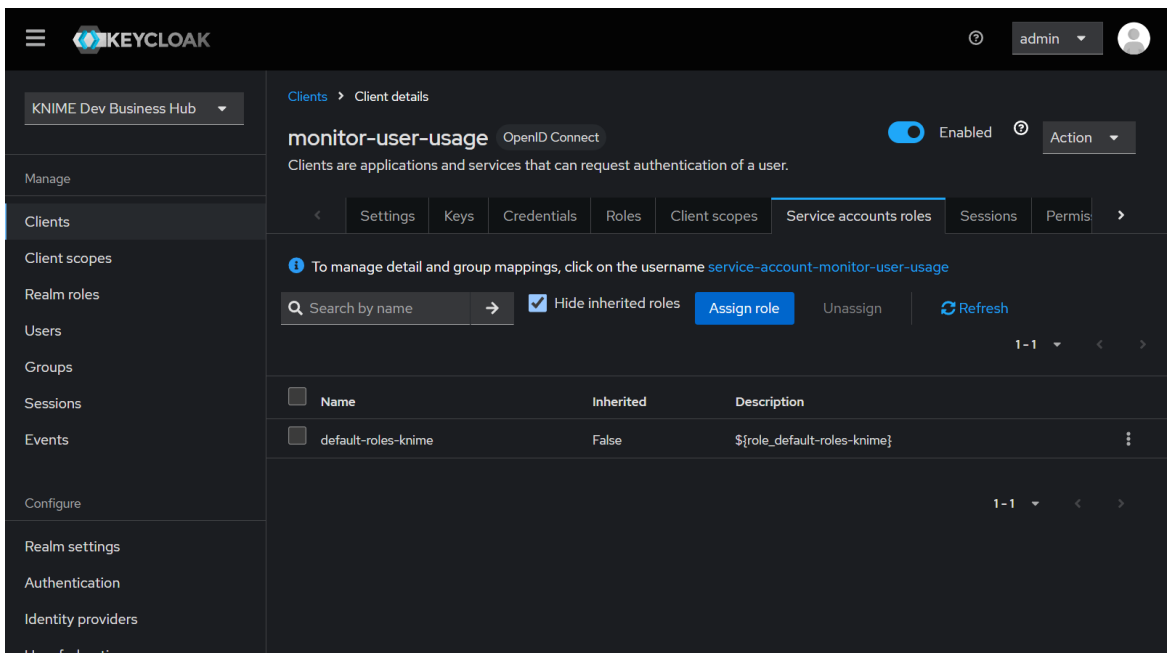 KEYCLOAK
admin
KNIME Dev Business Hub
Manage
Clients
Client scopes
Realm roles
Users
Groups
Sessions
Events
Configure
Realm settings
Authentication
Identity providers
Clients > Client details
monitor-user-usage OpenID Connect
Enabled
Action
Clients are applications and services that can request authentication of a user.
Settings Keys Credentials Roles Client scopes Service accounts roles Sessions Permis
To manage detail and group mappings, click on the username service-account-monitor-user-usage
Search by name Hide inherited roles Assign role Unassign Refresh
1-1
Name Inherited Description
default-roles-knime False ${role_default-roles-knime}
1-1